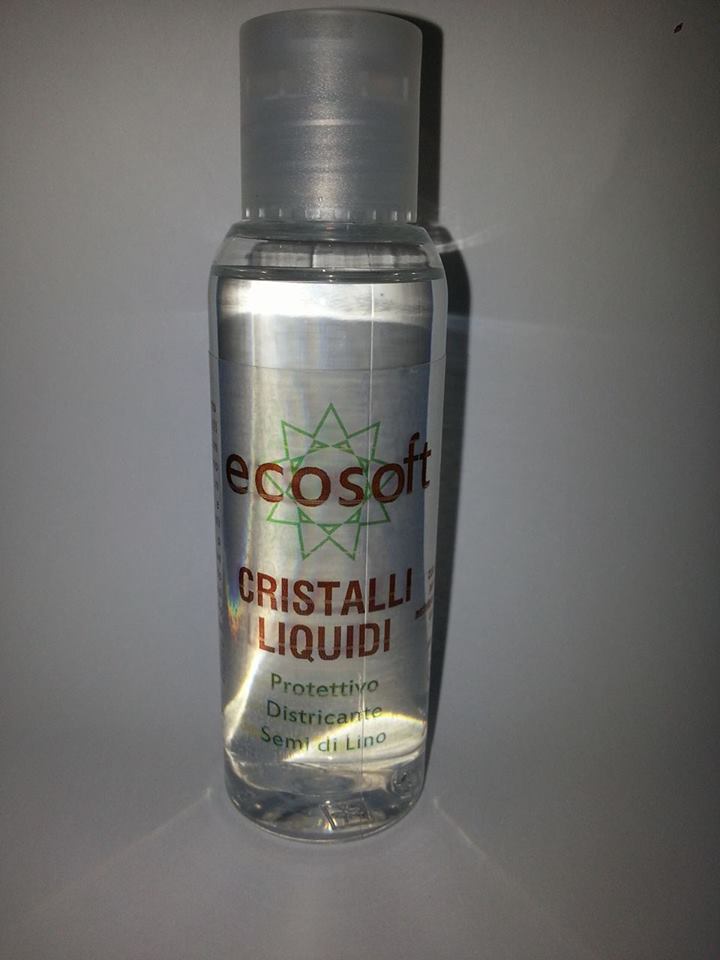 ecosoft
CRISTALLI
LIQUIDI
Protettivo
Districante
Semi di Lino